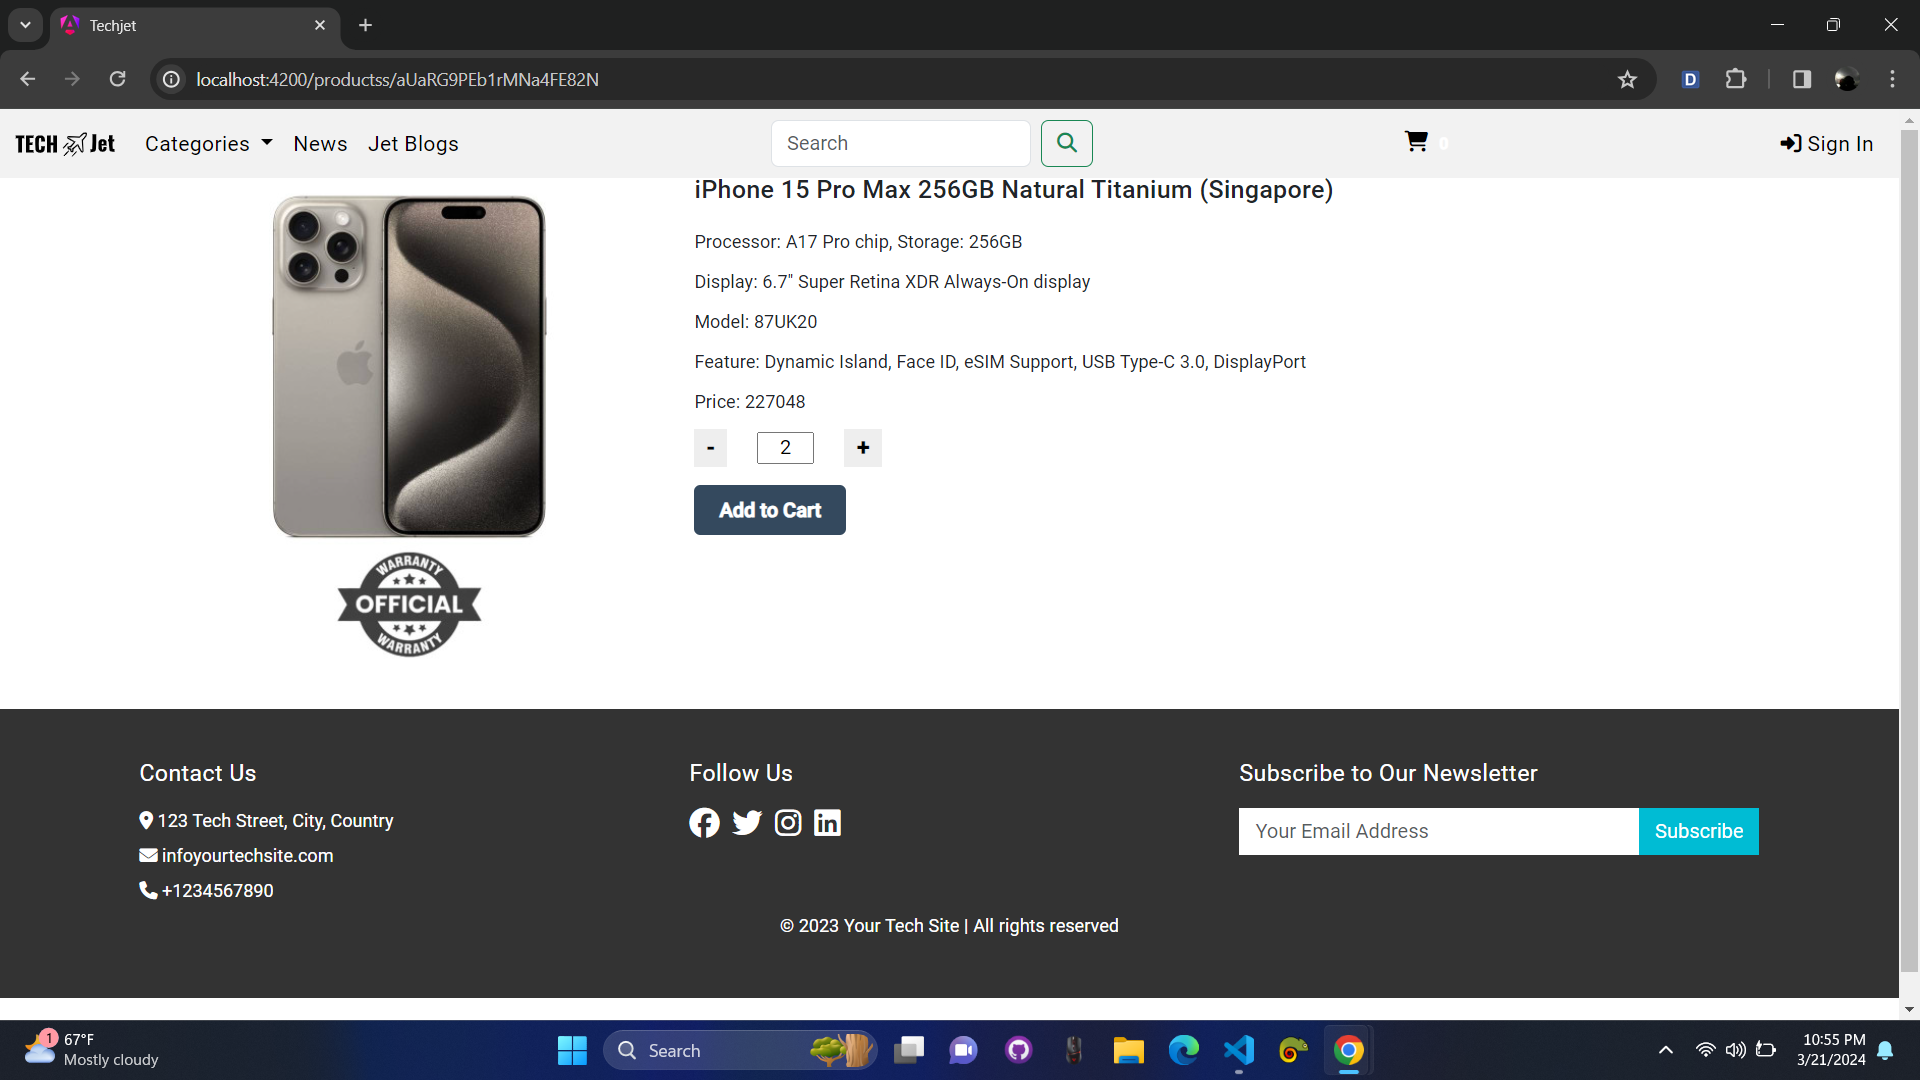 Techjet
localhost:4200/productss/aUaRG9PEb1rMNa4FE82N
D
TECH Jet
Categories
News
Jet Blogs
Search
0
Sign In
iPhone 15 Pro Max 256GB Natural Titanium (Singapore)
Processor: A17 Pro chip, Storage: 256GB
Display: 6.7" Super Retina XDR Always-On display
Model: 87UK20
Feature: Dynamic Island, Face ID, eSIM Support, USB Type-C 3.0, DisplayPort
Price: 227048
- 2 +
Add to Cart
WARRANTY
OFFICIAL
WARRANTY
Contact Us
123 Tech Street, City, Country
infoyourtechsite.com
+1234567890
Follow Us
Subscribe to Our Newsletter
Your Email Address
Subscribe
© 2023 Your Tech Site | All rights reserved
1
67°F
Mostly cloudy
Search
10:55 PM
3/21/2024